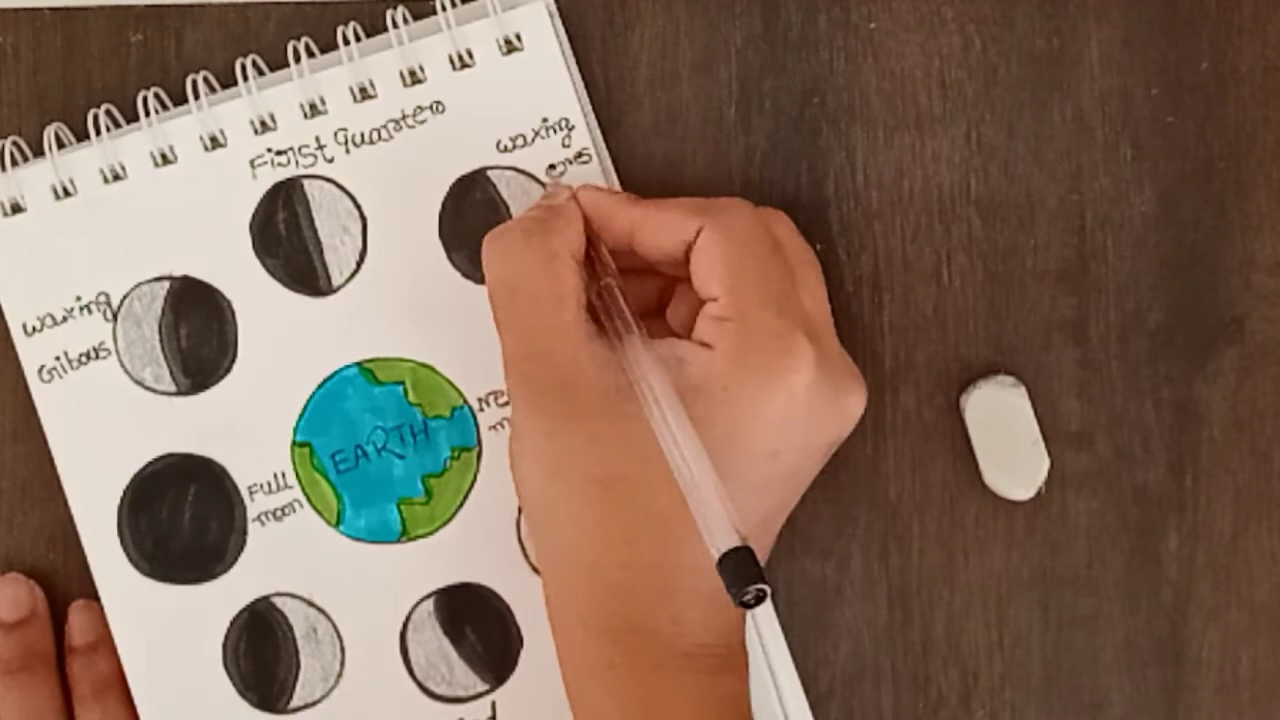 First quarter
waxing
waxing
Gibous
EARTH
Full
moon